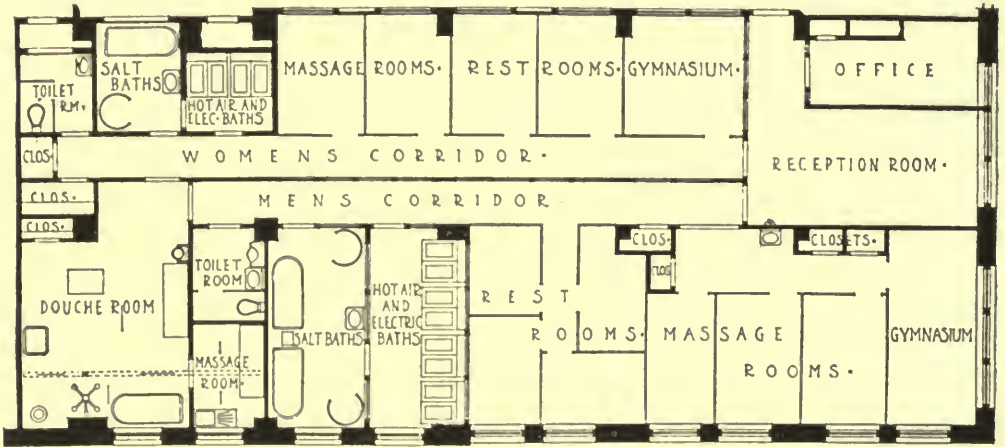 TOILET
RM.
SALT
BATHS
HOT AIR AND
ELEC. BATHS
MASSAGE ROOMS.
REST ROOMS.
GYMNASIUM.
OFFICE
CLOS.
WOMENS CORRIDOR.
RECEPTION ROOM.
CLOS.
MENS CORRIDOR
CLOS.
TOILET
ROOM
CLOS.
CLOSETS.
CLOS
DOUCHE ROOM
HOT AIR
AND
ELECTRIC
BATHS
SALT BATHS
REST
ROOMS.
MASSAGE
ROOMS.
GYMNASIUM
MASSAGE
ROOM.